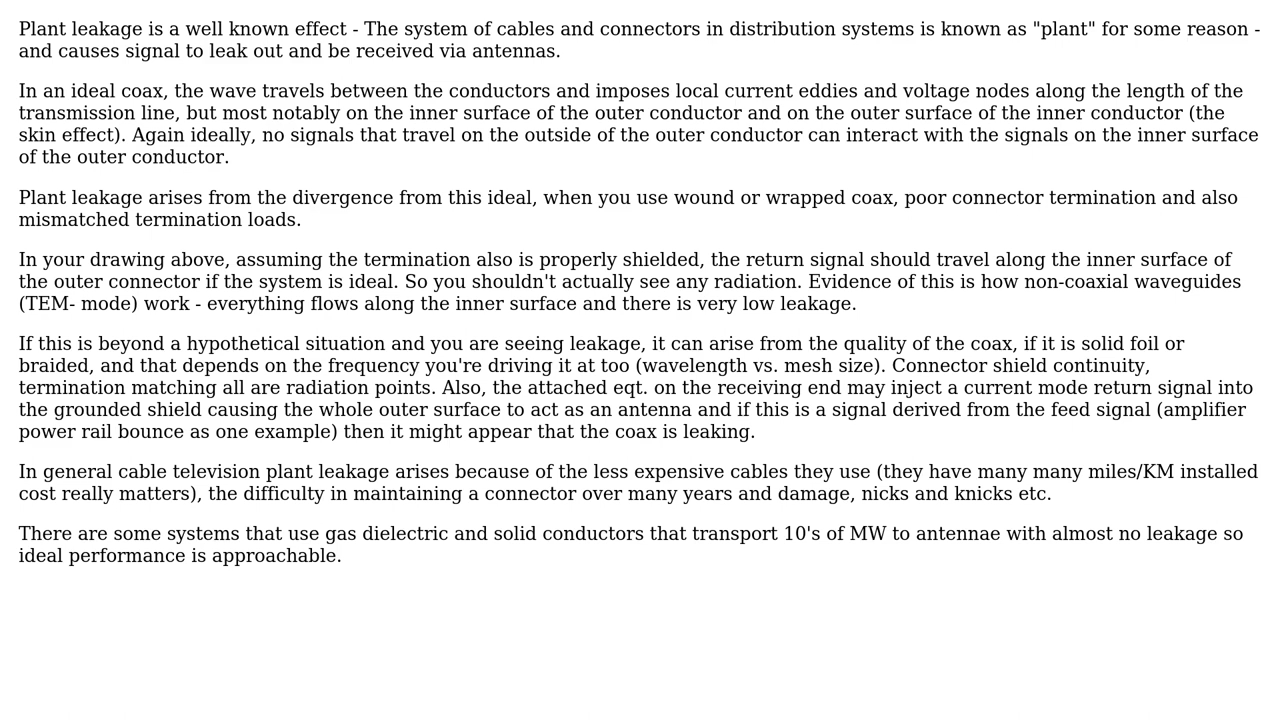 Plant leakage is a well known effect - The system of cables and connectors in distribution systems is known as "plant" for some reason -
and causes signal to leak out and be received via antennas.
In an ideal coax, the wave travels between the conductors and imposes local current eddies and voltage nodes along the length of the
transmission line, but most notably on the inner surface of the outer conductor and on the outer surface of the inner conductor (the
skin effect). Again ideally, no signals that travel on the outside of the outer conductor can interact with the signals on the inner surface
of the outer conductor.
Plant leakage arises from the divergence from this ideal, when you use wound or wrapped coax, poor connector termination and also
mismatched termination loads.
In your drawing above, assuming the termination also is properly shielded, the return signal should travel along the inner surface of
the outer connector if the system is ideal. So you shouldn't actually see any radiation. Evidence of this is how non-coaxial waveguides
(TEM- mode) work - everything flows along the inner surface and there is very low leakage.
If this is beyond a hypothetical situation and you are seeing leakage, it can arise from the quality of the coax, if it is solid foil or
braided, and that depends on the frequency you're driving it at too (wavelength vs. mesh size). Connector shield continuity,
termination matching all are radiation points. Also, the attached eqt. on the receiving end may inject a current mode return signal into
the grounded shield causing the whole outer surface to act as an antenna and if this is a signal derived from the feed signal (amplifier
power rail bounce as one example) then it might appear that the coax is leaking.
In general cable television plant leakage arises because of the less expensive cables they use (they have many many miles/KM installed
cost really matters), the difficulty in maintaining a connector over many years and damage, nicks and knicks etc.
There are some systems that use gas dielectric and solid conductors that transport 10's of MW to antennae with almost no leakage so
ideal performance is approachable.